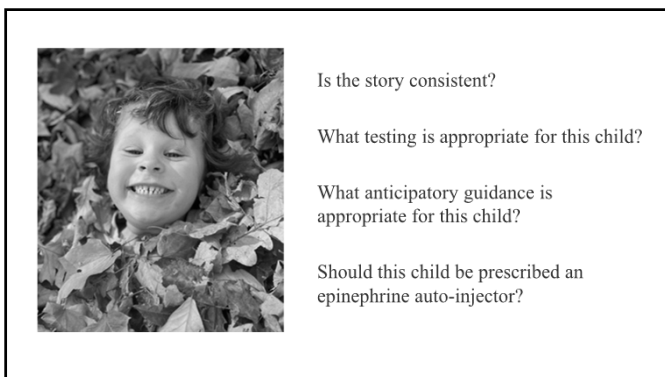 Is the story consistent?
What testing is appropriate for this child?
What anticipatory guidance is
appropriate for this child?
Should this child be prescribed an
epinephrine auto-injector?